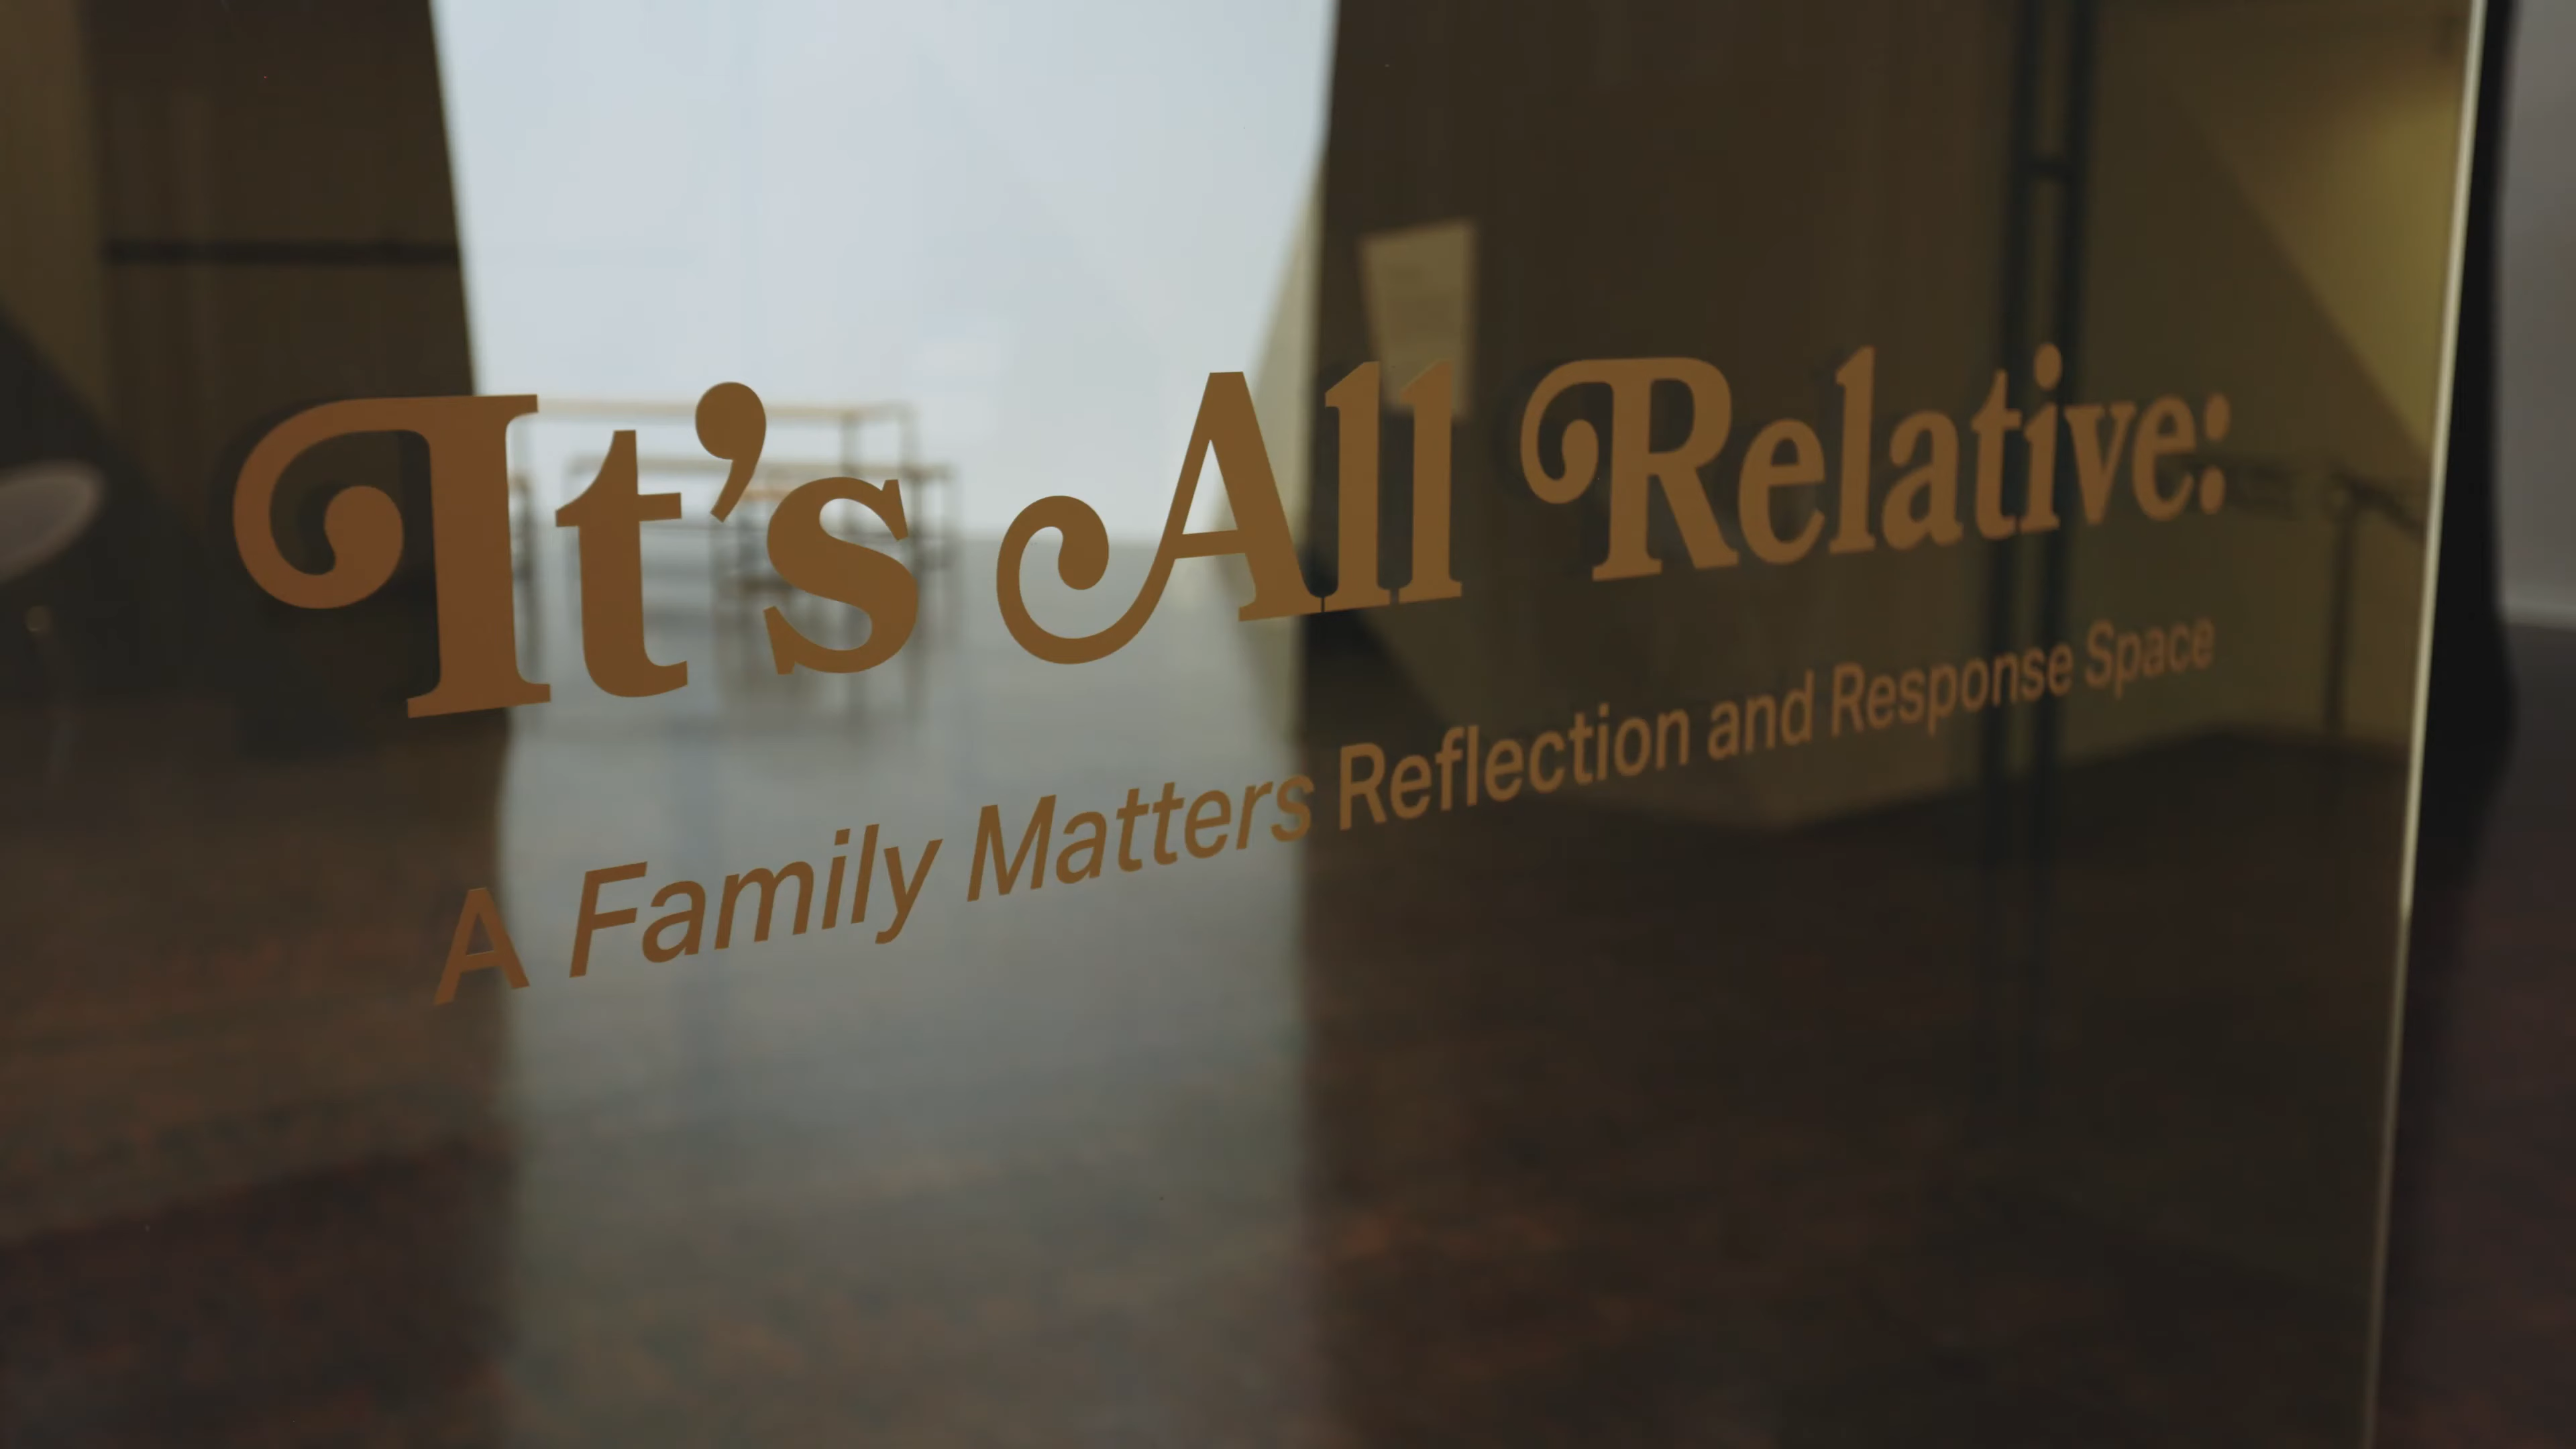 It’s All Relative:
A Family Matters Reflection and Response Space